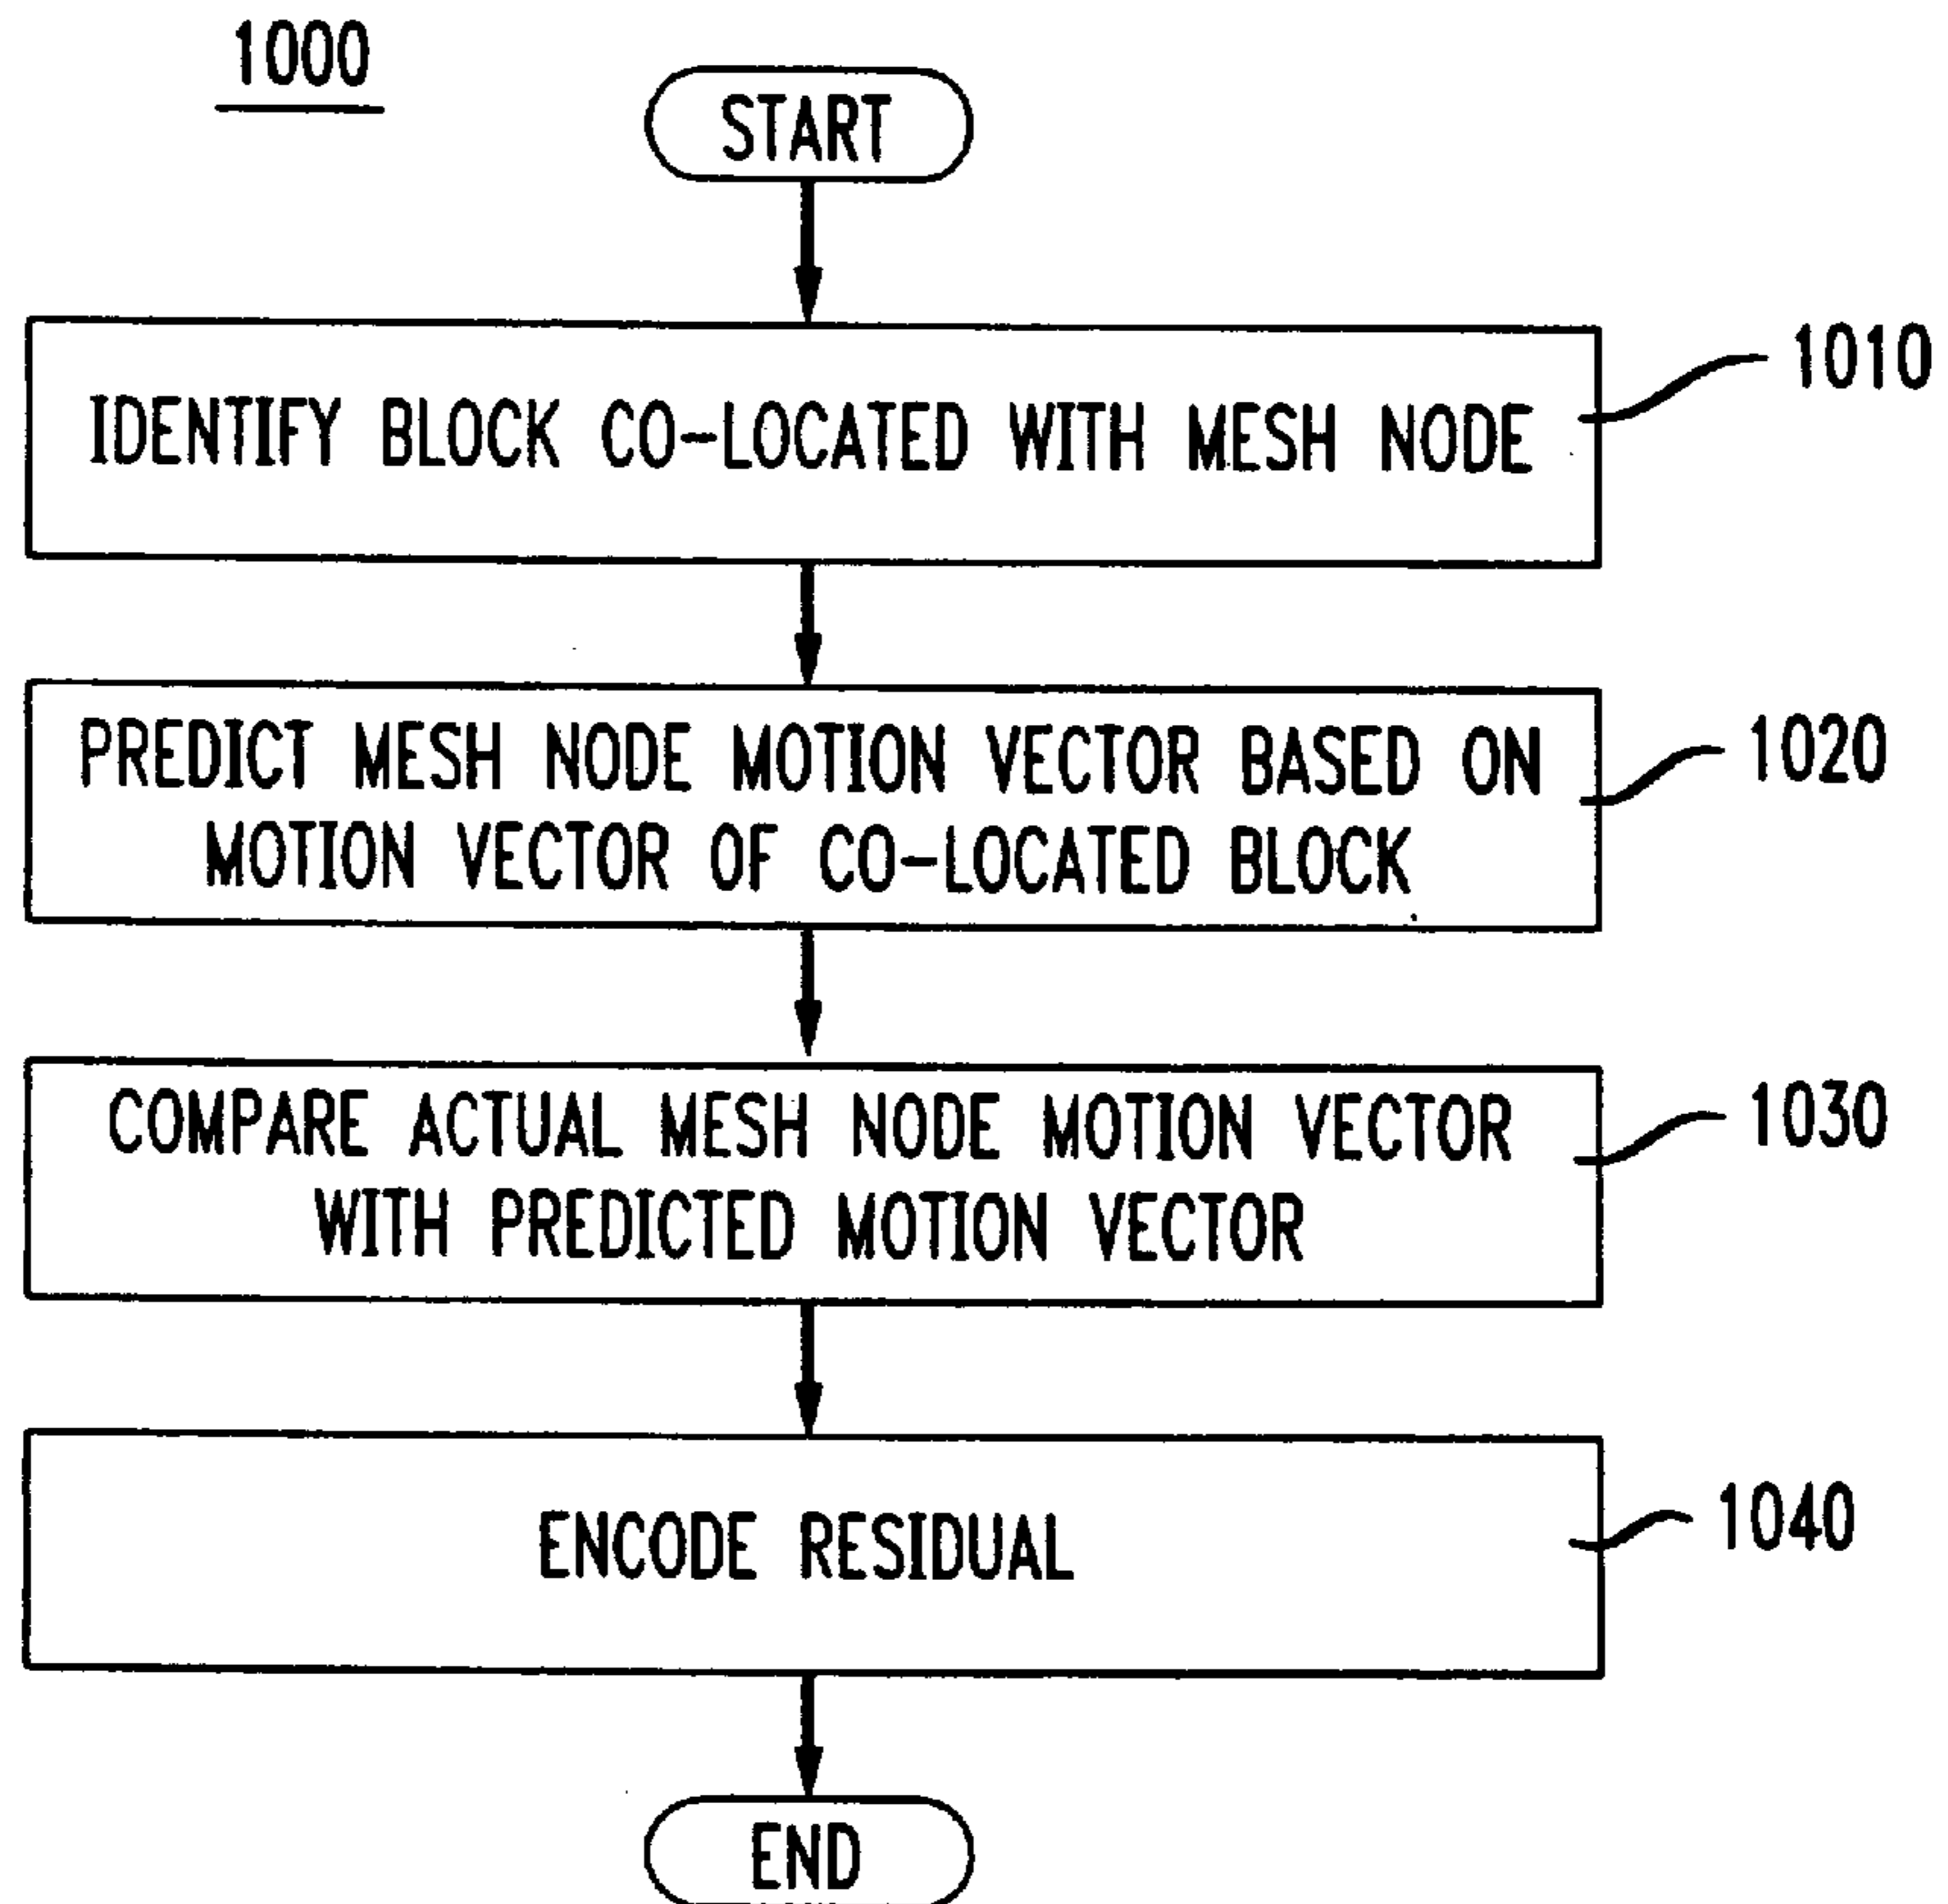 1000
START
IDENTIFY BLOCK CO-LOCATED WITH MESH NODE
1010
PREDICT MESH NODE MOTION VECTOR BASED ON
MOTION VECTOR OF CO-LOCATED BLOCK
1020
COMPARE ACTUAL MESH NODE MOTION VECTOR
WITH PREDICTED MOTION VECTOR
1030
ENCODE RESIDUAL
1040
END